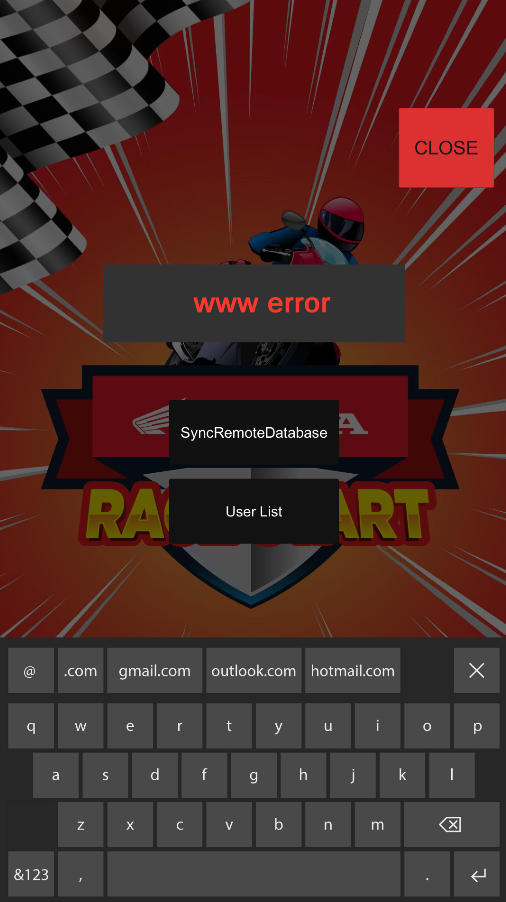 CLOSE
www error
SyncRemoteDatabase
User List
@ .com gmail.com outlook.com hotmail.com
q w e r t y u i o p
a s d f g h j k l
z x c v b n m
&123 , .